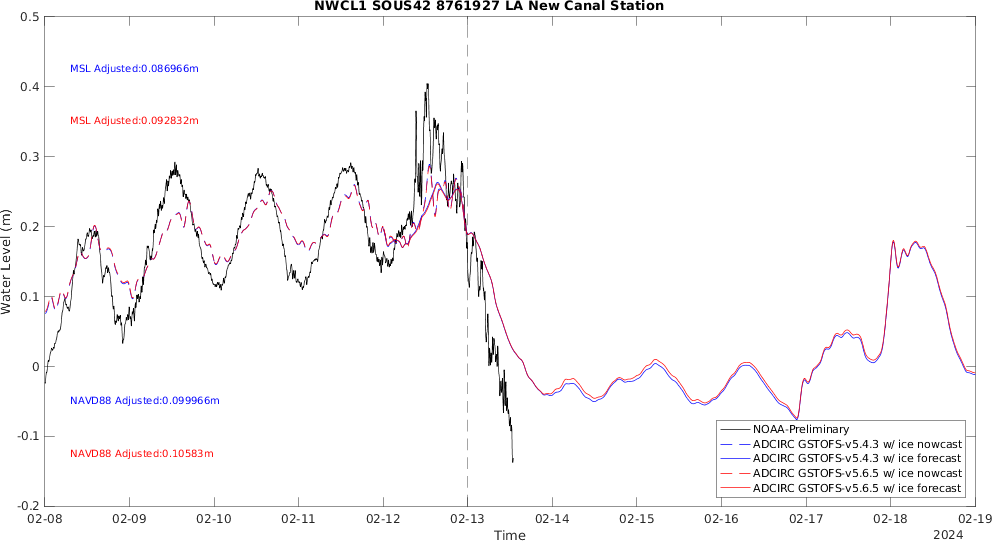 NWCL1 SOUS42 8761927 LA New Canal Station
0.5
0.4
0.3
0.2
0.1
0
-0.1
-0.2
Water Level (m)
MSL Adjusted:0.086966m
MSL Adjusted:0.092832m
NAVD88 Adjusted:0.099966m
NAVD88 Adjusted:0.10583m
NOAA-Preliminary
ADCIRC GSTOFS-v5.4.3 w/ ice nowcast
ADCIRC GSTOFS-v5.4.3 w/ ice forecast
ADCIRC GSTOFS-v5.6.5 w/ ice nowcast
ADCIRC GSTOFS-v5.6.5 w/ ice forecast
02-08 02-09 02-10 02-11 02-12 02-13 02-14 02-15 02-16 02-17 02-18 02-19
Time
2024